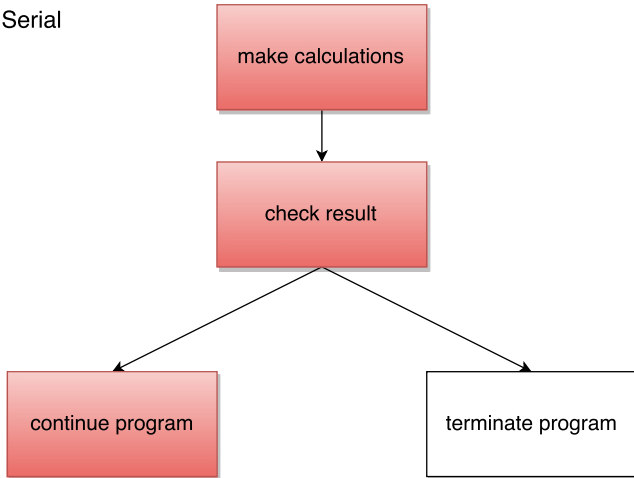 Serial
make calculations
check result
continue program
terminate program